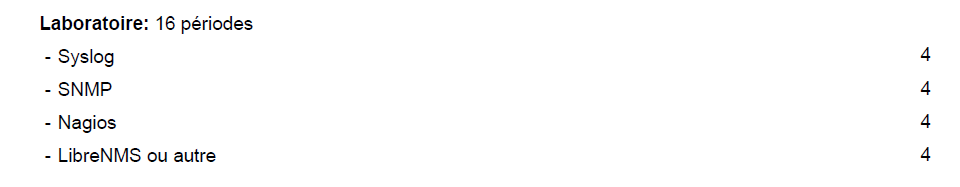 Laboratoire: 16 périodes
- Syslog 4
- SNMP 4
- Nagios 4
- LibreNMS ou autre 4